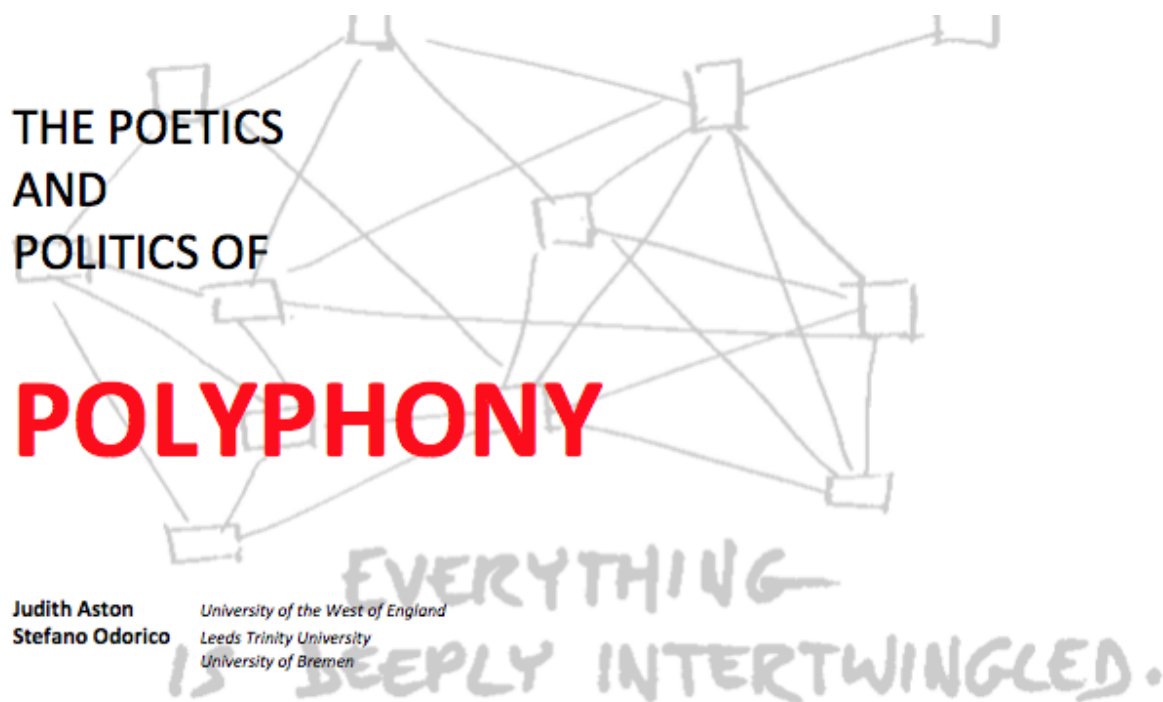 THE POETICS
AND
POLITICS OF
POLYPHONY
Judith Aston University of the West of England
Stefano Odorico Leeds Trinity University
University of Bremen
EVERYTHING
IS DEEPLY INTERTWINGLED.